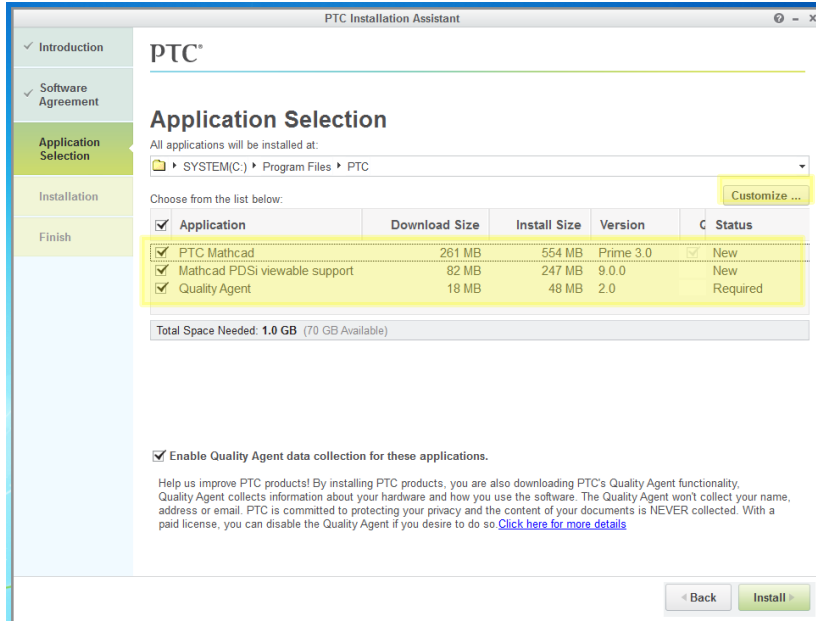 PTC Installation Assistant
Introduction
Software
Agreement
Application
Selection
Installation
Finish
PTC®
Application Selection
All applications will be installed at:
SYSTEM(C:) Program Files PTC
Choose from the list below:
Customize ...
Application Download Size Install Size Version Status
PTC Mathcad 261 MB 554 MB Prime 3.0 New
Mathcad PDSi viewable support 82 MB 247 MB 9.0.0 New
Quality Agent 18 MB 48 MB 2.0 Required
Total Space Needed: 1.0 GB (70 GB Available)
Enable Quality Agent data collection for these applications.
Help us improve PTC products! By installing PTC products, you are also downloading PTC's Quality Agent functionality,
Quality Agent collects information about your hardware and how you use the software. The Quality Agent won't collect your name,
address or email. PTC is committed to protecting your privacy and the content of your documents is NEVER collected. With a
paid license, you can disable the Quality Agent if you desire to do so.Click here for more details
Back
Install